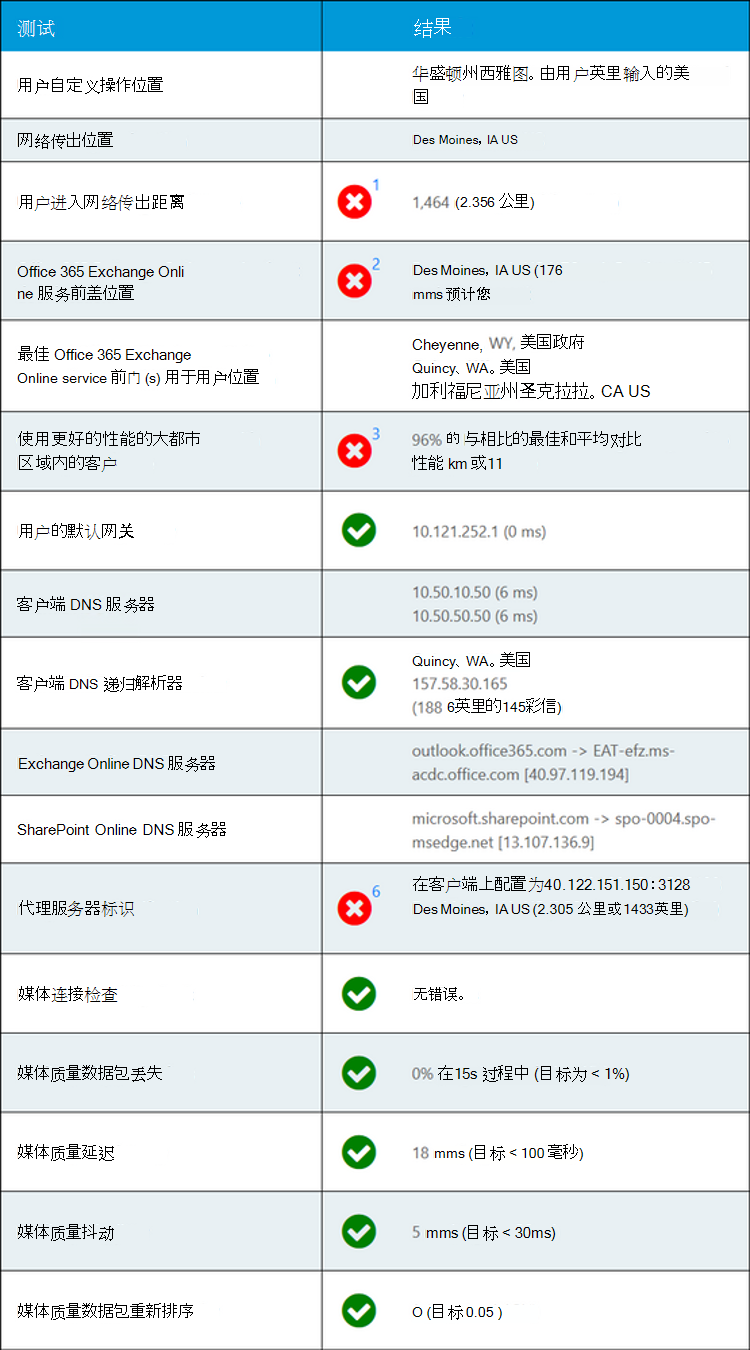 测试
结果
用户自定义操作位置
华盛顿州西雅图。由用户英里输入的美
国
网络传出位置
Des Moines，IA US
用户进入网络传出距离
1
1,464 (2.356 公里)
Office 365 Exchange Onli
ne 服务前盖位置
2
Des Moines，IA US (176
mms 预计您
最佳 Office 365 Exchange
Online service 前门 (s) 用于用户位置
Cheyenne, WY, 美国政府
Quincy、WA。美国
加利福尼亚州圣克拉拉。CA US
使用更好的性能的大都市
区域内的客户
3
96% 的 与相比的最佳和平均对比
性能 km 或11
用户的默认网关
10.121.252.1 (0 ms)
客户端 DNS 服务器
10.50.10.50 (6 ms)
10.50.50.50 (6 ms)
客户端 DNS 递归解析器
Quincy、WA。美国
157.58.30.165
(188 6英里的145彩信)
Exchange Online DNS 服务器
outlook.office365.com -> EAT-efz.ms-
acdc.office.com [40.97.119.194]
SharePoint Online DNS 服务器
microsoft.sharepoint.com -> spo-0004.spo-
msedge.net [13.107.136.9]
代理服务器标识
6
在客户端上配置为40.122.151.150：3128
Des Moines，IA US (2.305 公里或1433英里)
媒体连接检查
无错误。
媒体质量数据包丢失
0% 在15s 过程中 (目标为 < 1%)
媒体质量延迟
18 mms (目标 < 100 毫秒)
媒体质量抖动
5 mms (目标 < 30ms)
媒体质量数据包重新排序
O (目标 0.05 )